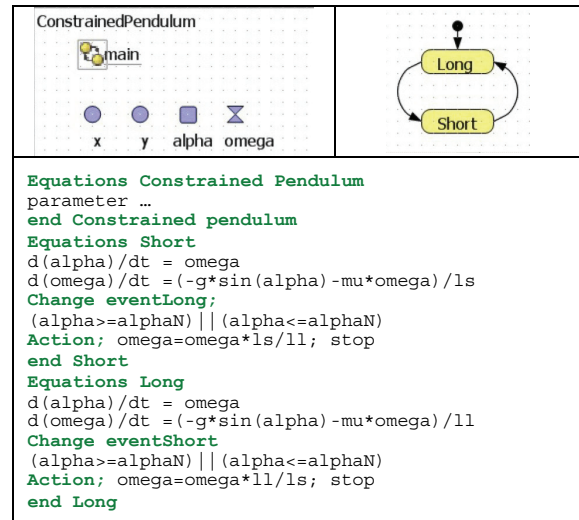 ConstrainedPendulum
main
x y alpha omega
Long
Short
Equations Constrained Pendulum
parameter …
end Constrained pendulum
Equations Short
d(alpha)/dt = omega
d(omega)/dt =(-g*sin(alpha)-mu*omega)/ls
Change eventLong;
(alpha>=alphaN)||(alpha<=alphaN)
Action; omega=omega*ls/ll; stop
end Short
Equations Long
d(alpha)/dt = omega
d(omega)/dt =(-g*sin(alpha)-mu*omega)/ll
Change eventShort
(alpha>=alphaN)||(alpha<=alphaN)
Action; omega=omega*ll/ls; stop
end Long